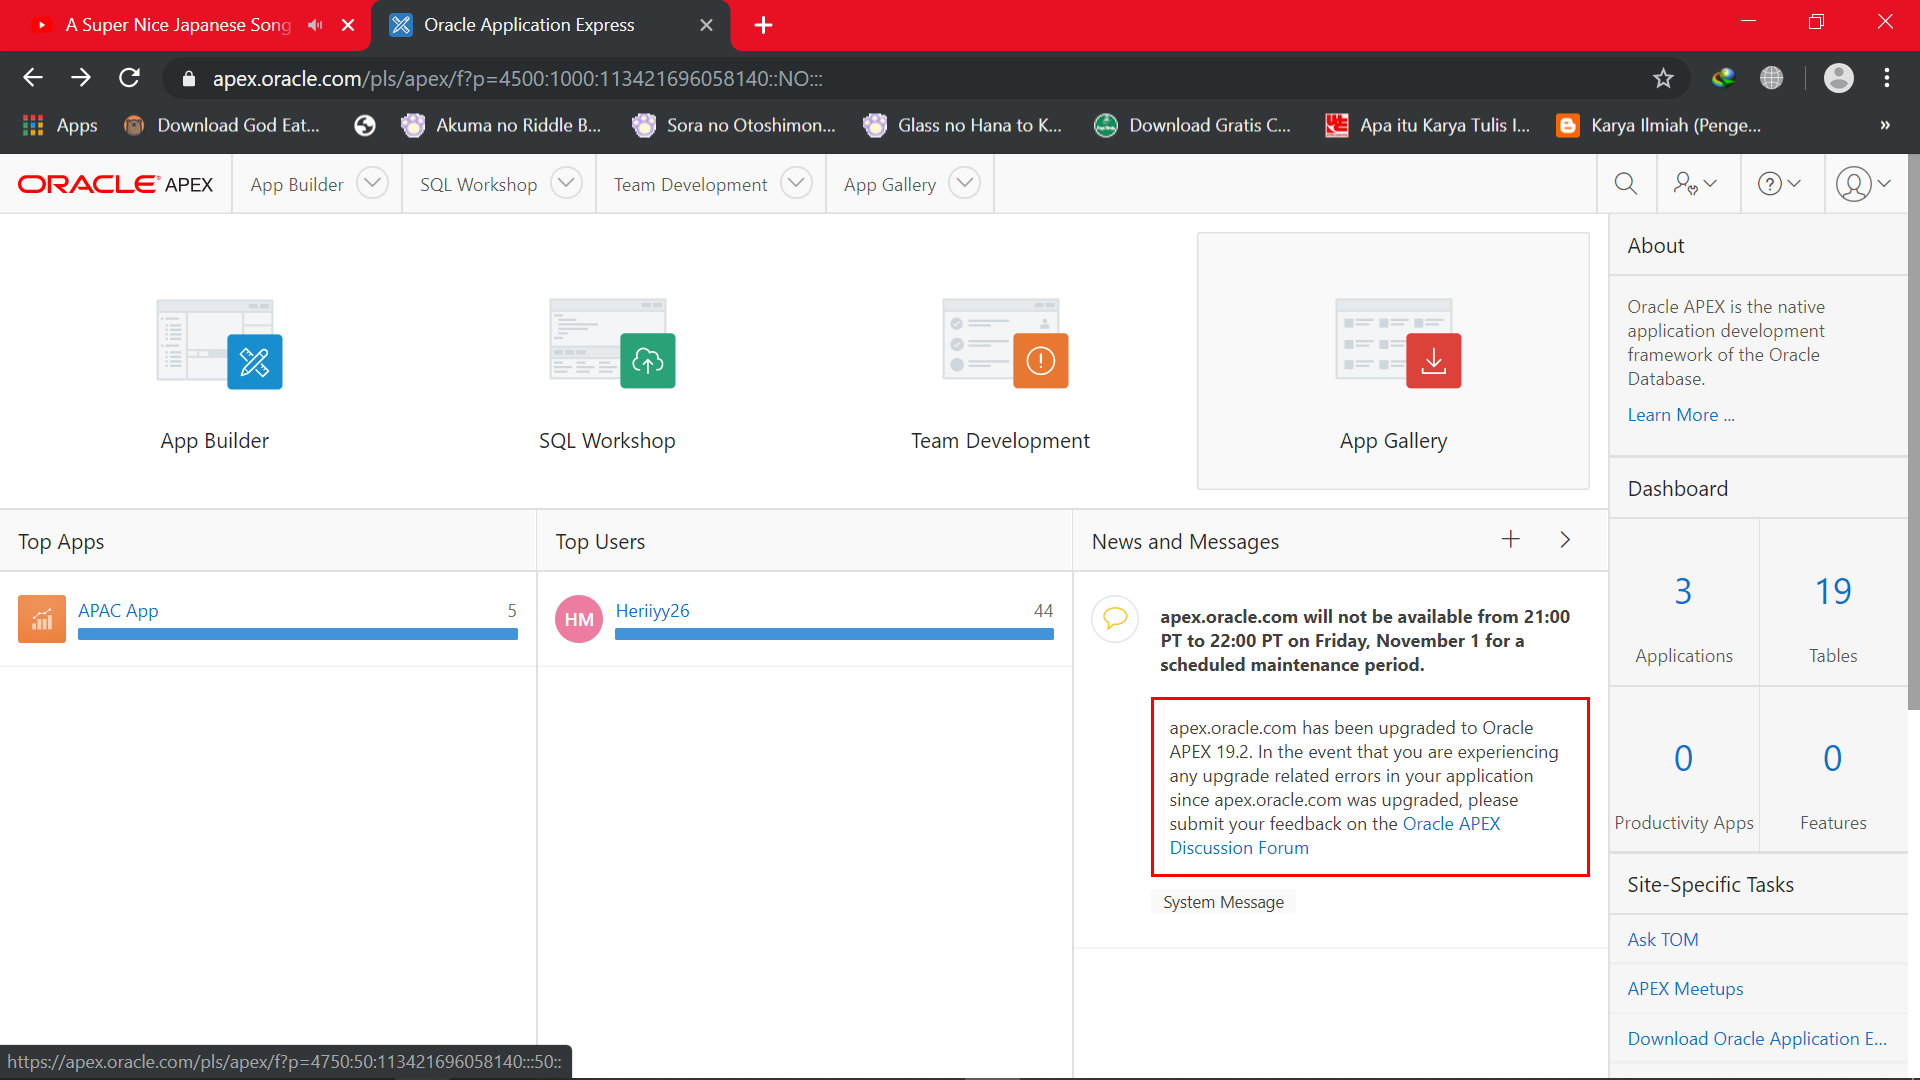 A Super Nice Japanese Song
Oracle Application Express
apex.oracle.com/pls/apex/f?p=4500:1000:113421696058140::NO:::
Apps
Download God Eat...
Akuma no Riddle B...
Sora no Otoshimon...
Glass no Hana to K...
Download Gratis C...
Apa itu Karya Tulis I...
Karya Ilmiah (Penge...
»
ORACLE APEX
App Builder
SQL Workshop
Team Development
App Gallery
App Builder
SQL Workshop
Team Development
App Gallery
About
Oracle APEX is the native
application development
framework of the Oracle
Database.
Learn More ...
Dashboard
3
Applications
19
Tables
0
Productivity Apps
0
Features
Site-Specific Tasks
Ask TOM
APEX Meetups
Download Oracle Application E...
Top Apps
APAC App
5
Top Users
HM
Heriiyy26
44
News and Messages
apex.oracle.com will not be available from 21:00
PT to 22:00 PT on Friday, November 1 for a
scheduled maintenance period.
apex.oracle.com has been upgraded to Oracle
APEX 19.2. In the event that you are experiencing
any upgrade related errors in your application
since apex.oracle.com was upgraded, please
submit your feedback on the Oracle APEX
Discussion Forum
System Message
https://apex.oracle.com/pls/apex/f?p=4750:50:113421696058140:::50::